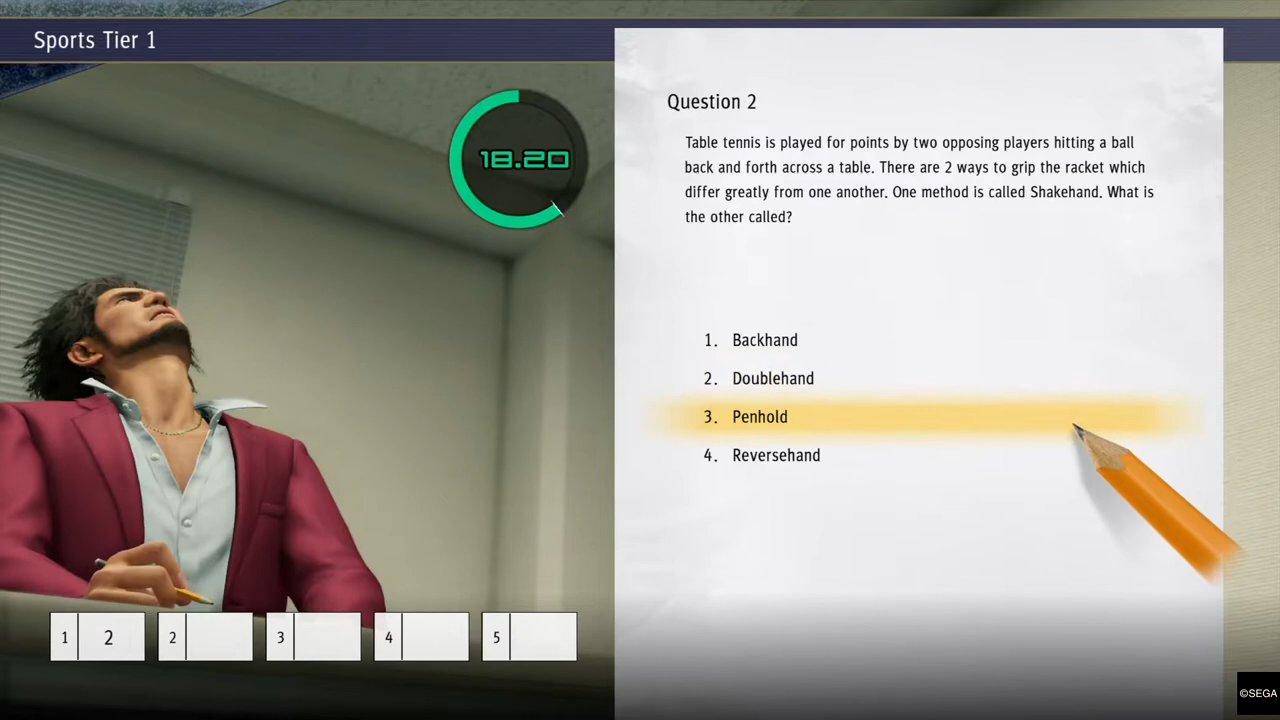 Sports Tier 1
18.20
Question 2
Table tennis is played for points by two opposing players hitting a ball
back and forth across a table. There are 2 ways to grip the racket which
differ greatly from one another. One method is called Shakehand. What is
the other called?
1. Backhand
2. Doublehand
3. Penhold
4. Reversehand
1 2 2 3 4 5
©SEGA